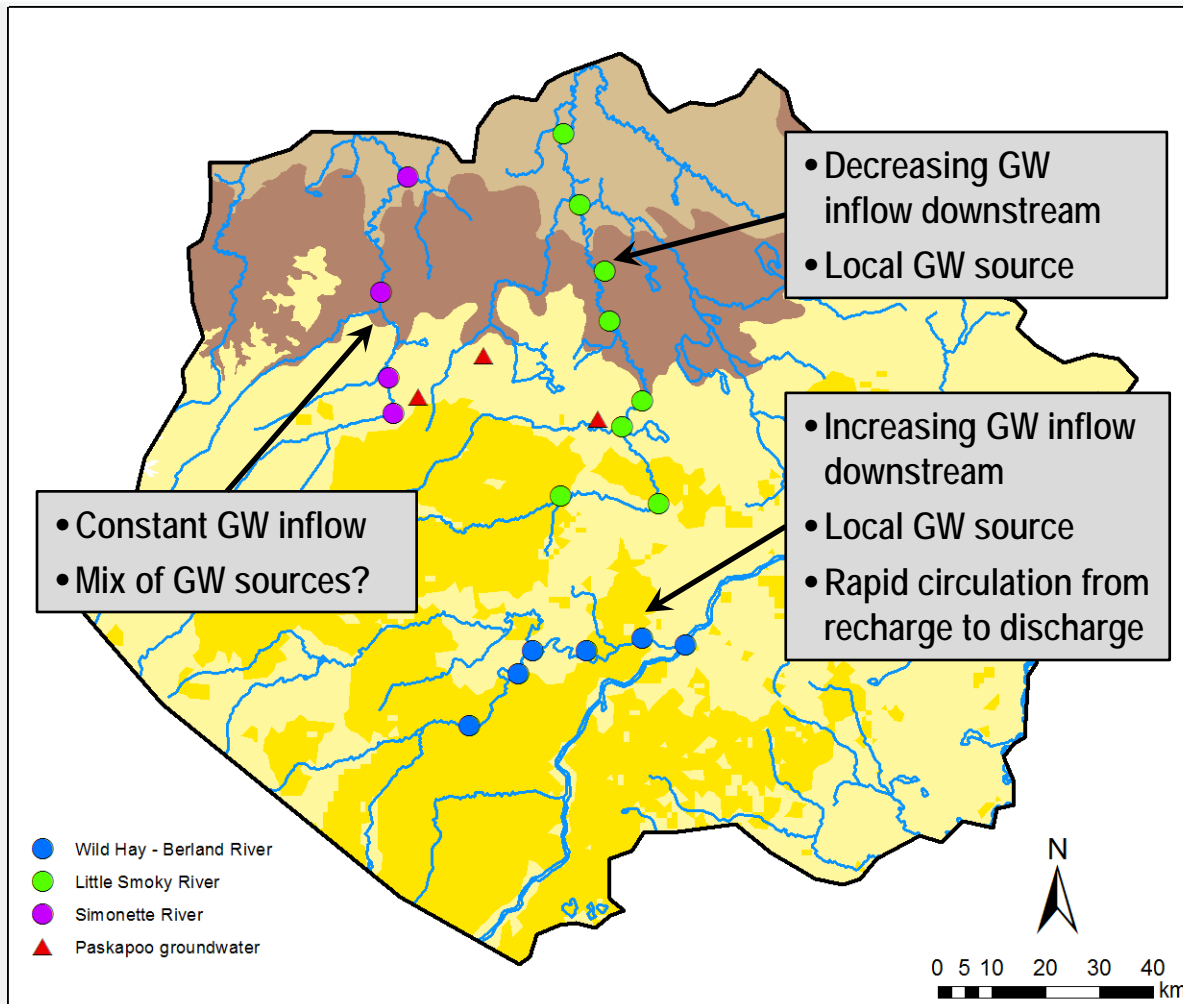 • Decreasing GW
inflow downstream
• Local GW source
• Increasing GW inflow
downstream
• Local GW source
• Rapid circulation from
recharge to discharge
• Constant GW inflow
• Mix of GW sources?
Wild Hay - Berland River
Little Smoky River
Simonette River
Paskapoo groundwater
N
0 5 10 20 30 40
km